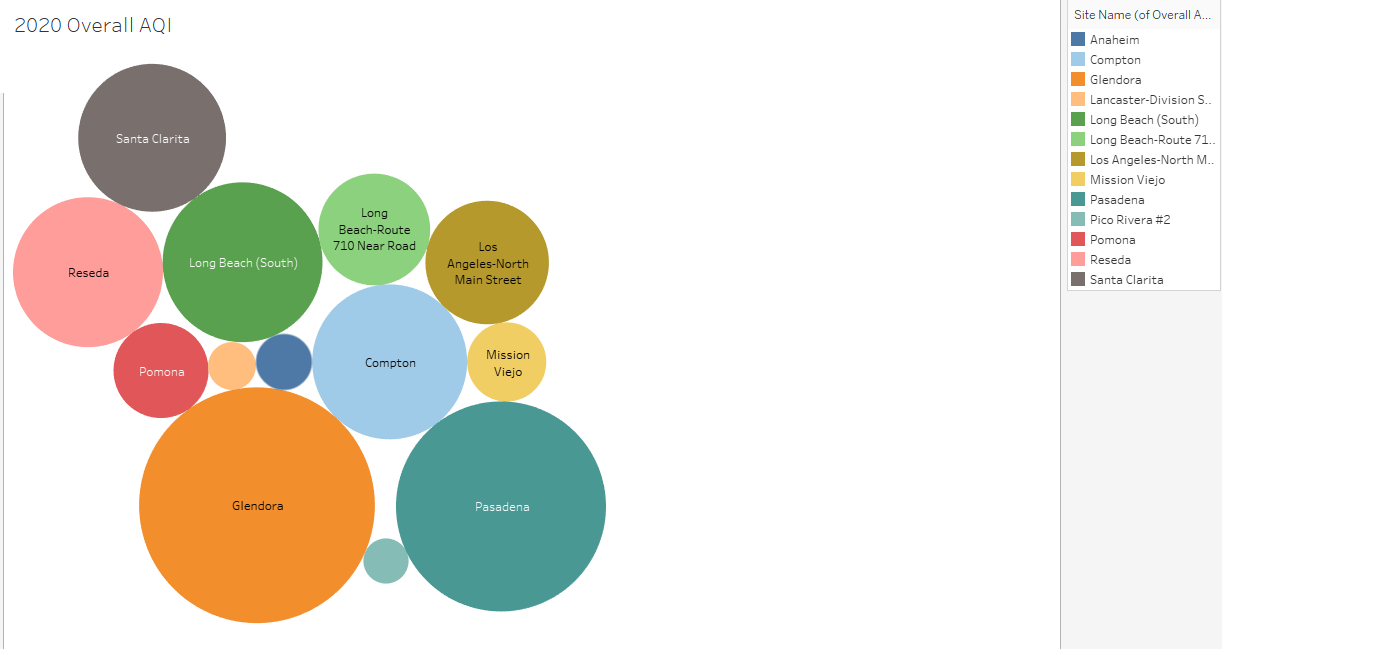 2020 Overall AQI
Santa Clarita
Long
Beach-Route
710 Near Road
Los
Angeles-North
Main Street
Long Beach (South)
Reseda
Pomona
Compton
Mission
Viejo
Glendora
Pasadena
Site Name (of Overall A...
Anaheim
Compton
Glendora
Lancaster-Division S..
Long Beach (South)
Long Beach-Route 71..
Los Angeles-North M..
Mission Viejo
Pasadena
Pico Rivera #2
Pomona
Reseda
Santa Clarita